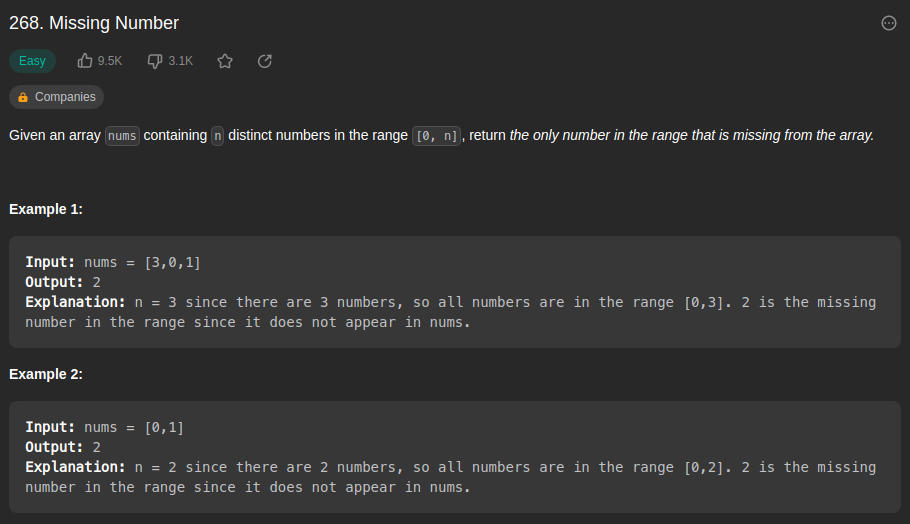 268. Missing Number
Easy 9.5K 3.1K
Companies
Given an array nums containing n distinct numbers in the range [0, n], return the only number in the range that is missing from the array.
Example 1:
Input: nums = [3,0,1]
Output: 2
Explanation: n = 3 since there are 3 numbers, so all numbers are in the range [0,3]. 2 is the missing
number in the range since it does not appear in nums.
Example 2:
Input: nums = [0,1]
Output: 2
Explanation: n = 2 since there are 2 numbers, so all numbers are in the range [0,2]. 2 is the missing
number in the range since it does not appear in nums.